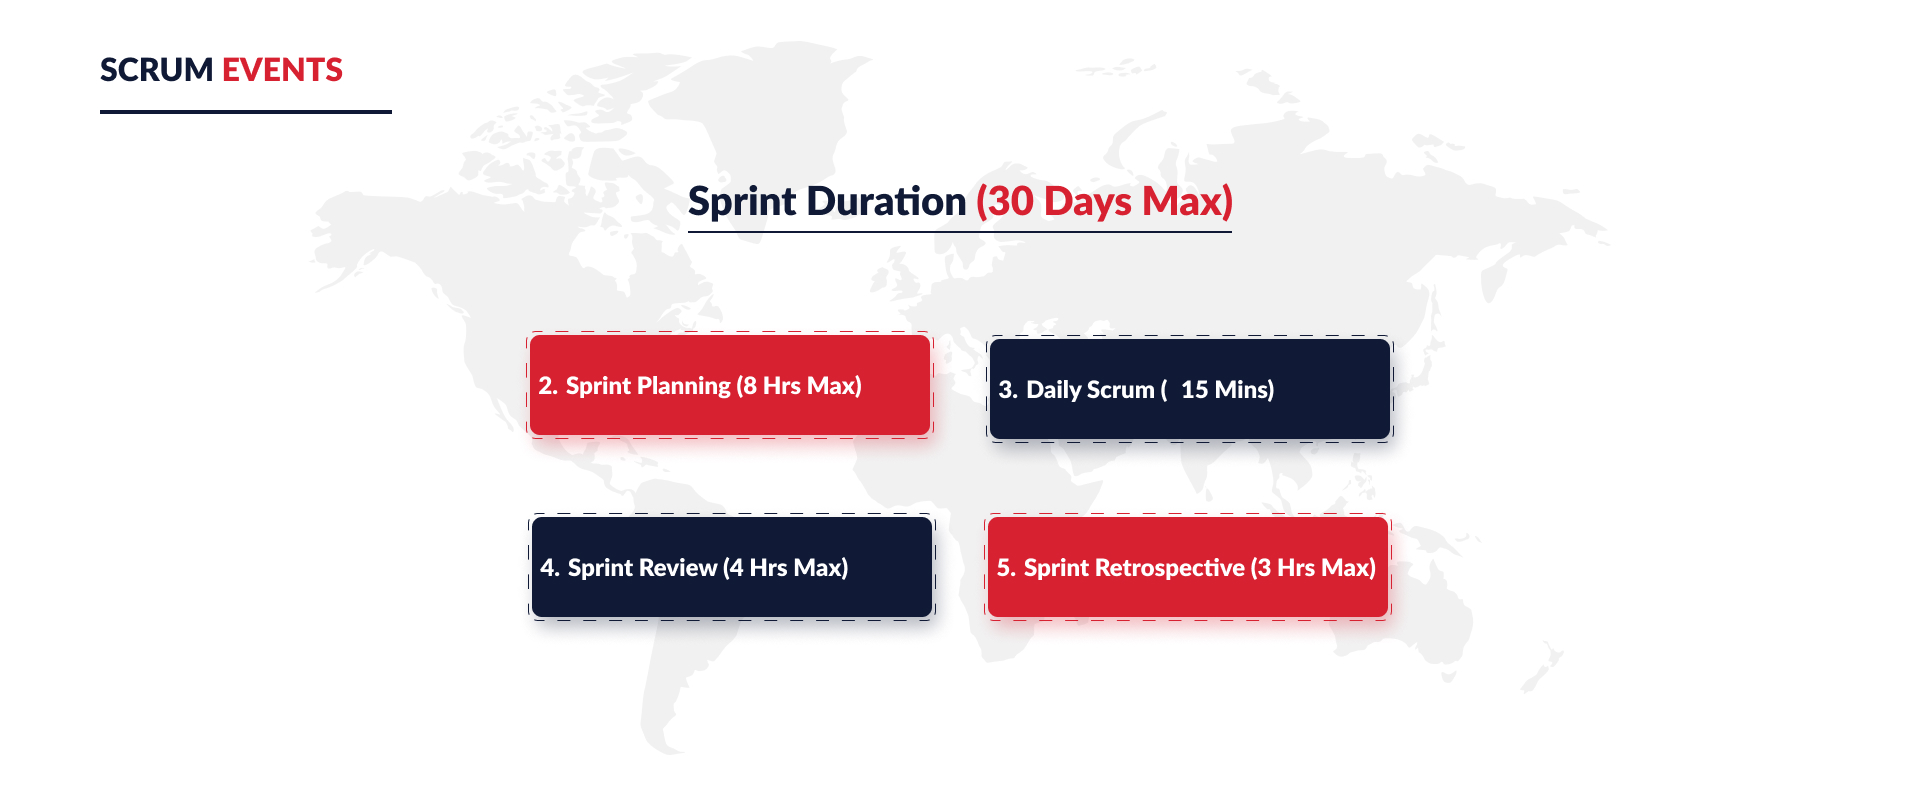 SCRUM EVENTS
Sprint Duration (30 Days Max)
2. Sprint Planning (8 Hrs Max)
3. Daily Scrum ( 15 Mins)
4. Sprint Review (4 Hrs Max)
5. Sprint Retrospective (3 Hrs Max)